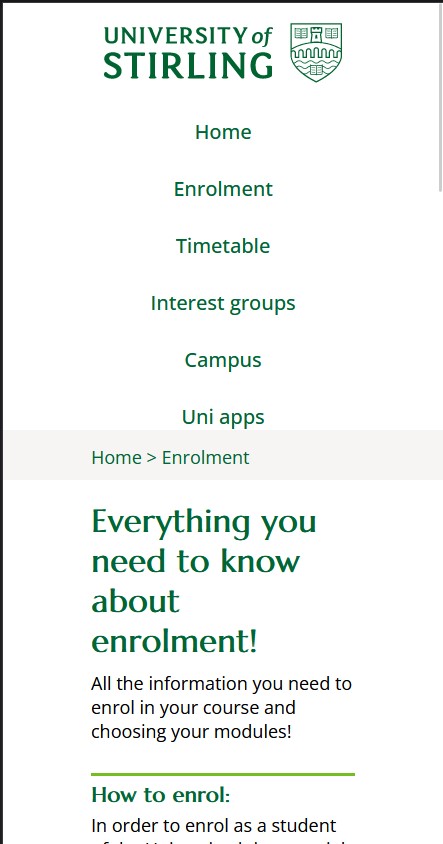 UNIVERSITY of
STIRLING
Home
Enrolment
Timetable
Interest groups
Campus
Uni apps
Home > Enrolment
Everything you
need to know
about
enrolment!
All the information you need to
enrol in your course and
choosing your modules!
How to enrol:
In order to enrol as a student